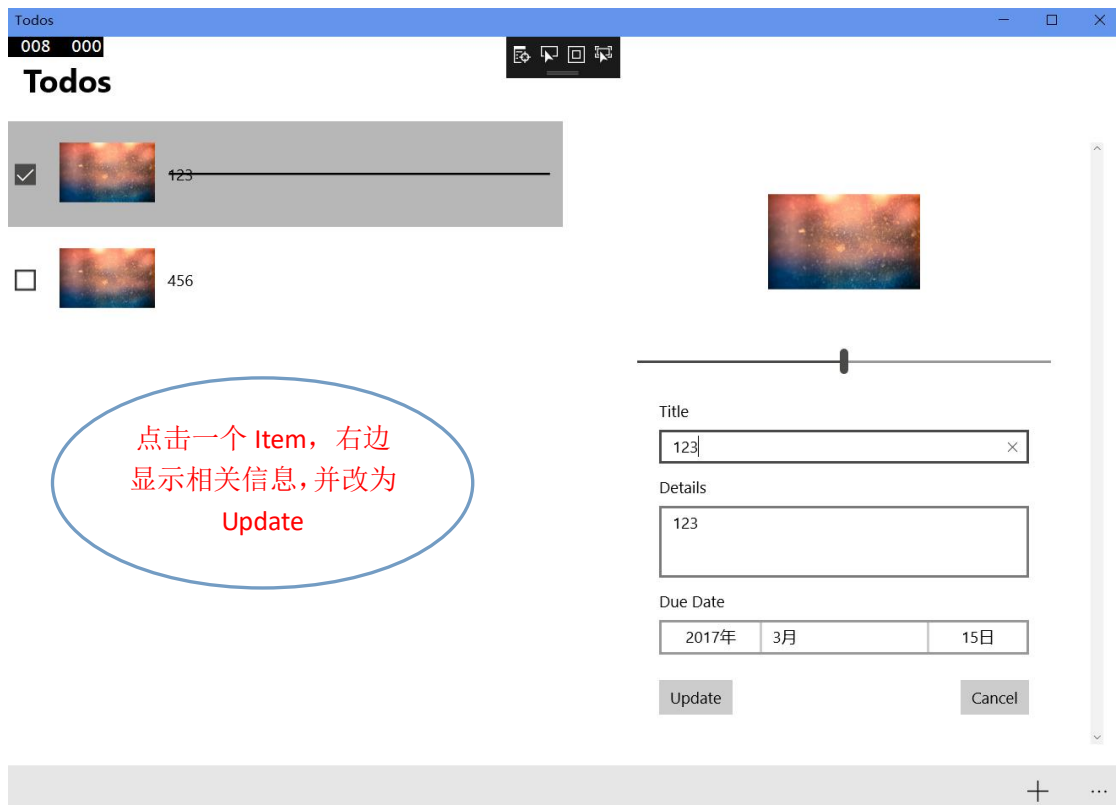 Todos
008 000
Todos
123
456
点击一个 Item，右边
显示相关信息，并改为
Update
Title
123
Details
123
Due Date
2017年 3月 15日
Update Cancel